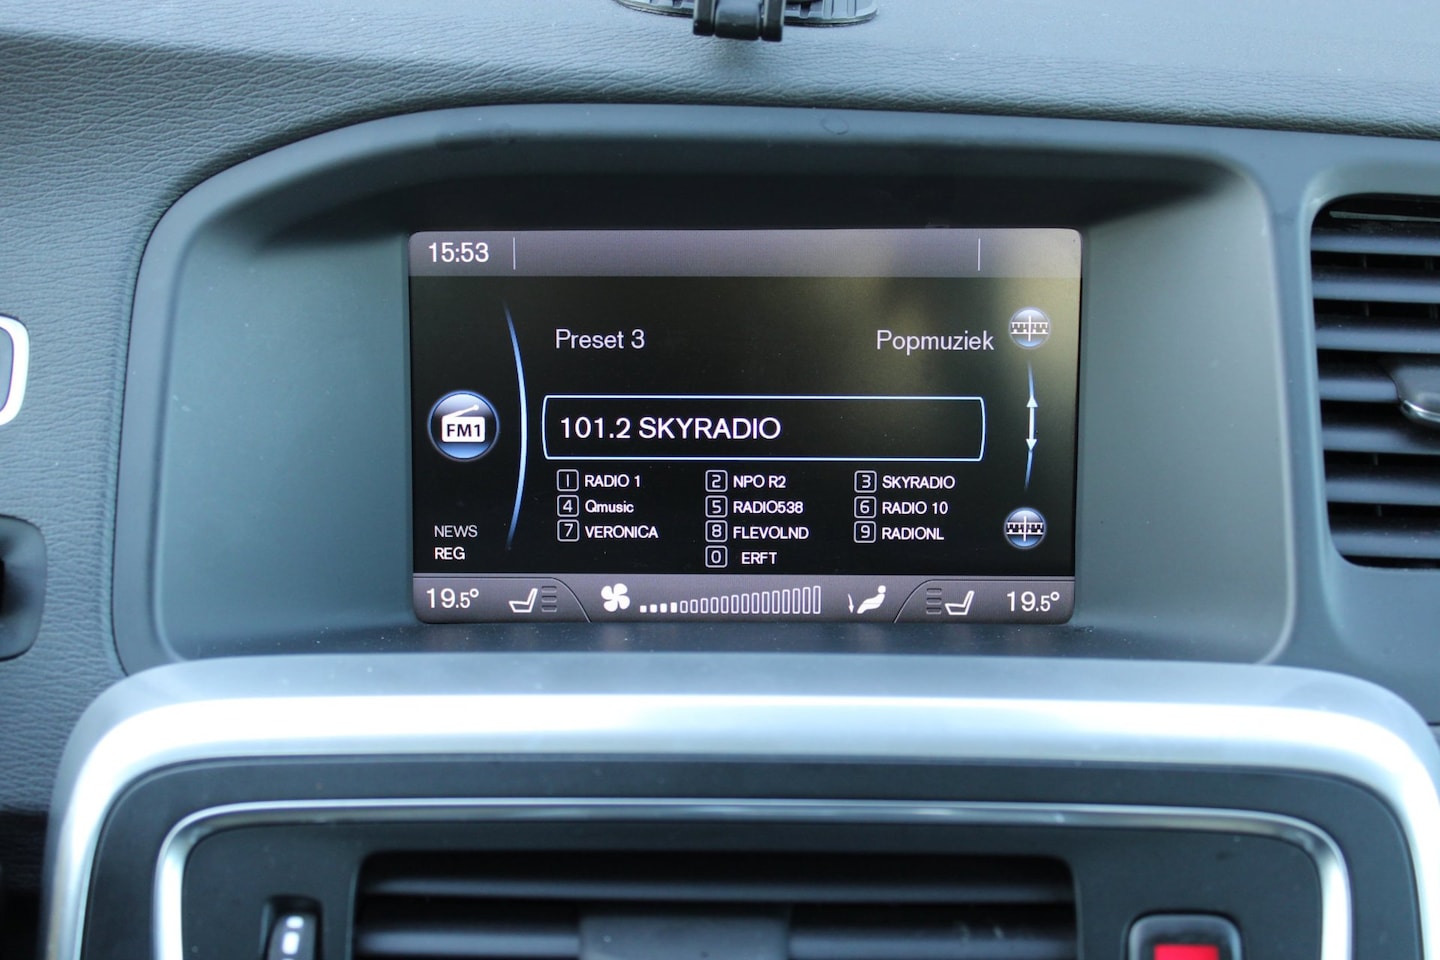 15:53
Preset 3 Popmuziek
FM1
101.2 SKYRADIO
1 RADIO 1 2 NPO R2 3 SKYRADIO
4 Qmusic 5 RADIO538 6 RADIO 10
7 VERONICA 8 FLEVOLND 9 RADIONL
0 ERFT
NEWS
REG
19.5° 19.5°